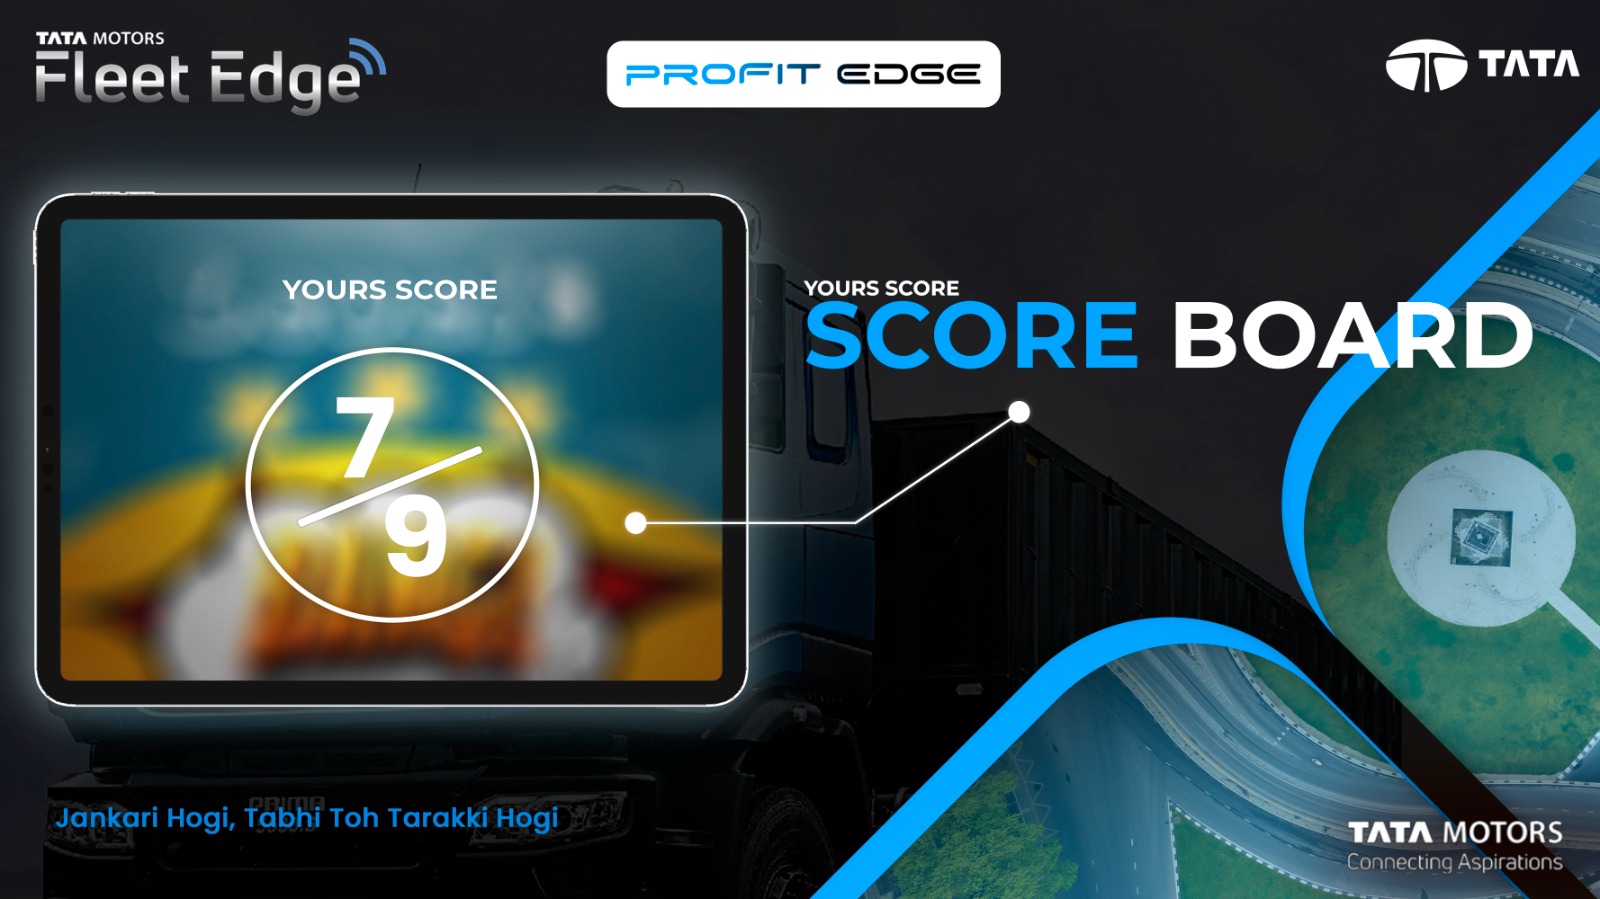 TATA MOTORS
Fleet Edge
PROFIT EDGE
TATA
YOURS SCORE
7
9
YOURS SCORE
SCORE BOARD
PRIMA
Jankari Hogi, Tabhi Toh Tarakki Hogi
TATA MOTORS
Connecting Aspirations